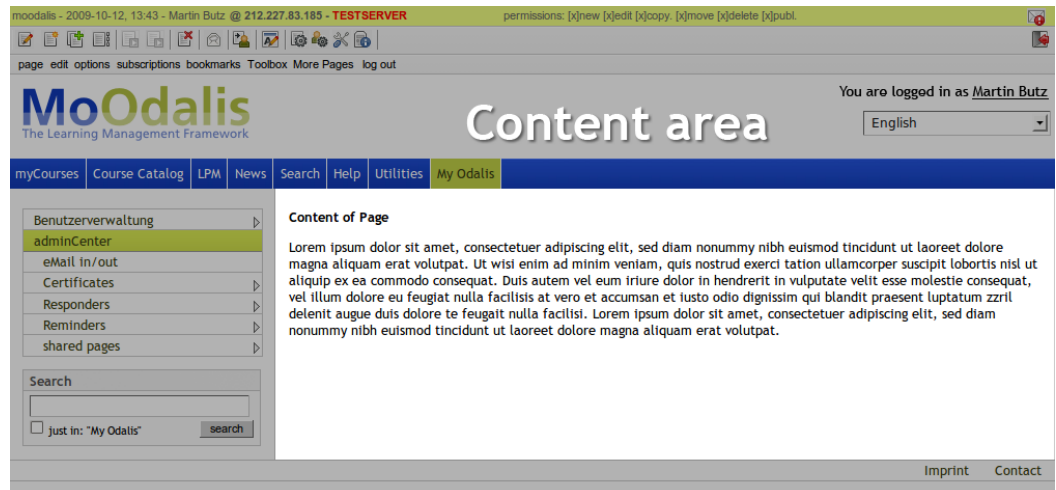 moodalis - 2009-10-12, 13:43 - Martin Butz @ 212.227.83.185 - TESTSERVER
permissions: [x]new [x]edit [x]copy. [x]move [x]delete [x]publ.
page edit options subscriptions bookmarks Toolbox More Pages log out
MoOdalis
The Learning Management Framework
Content area
You are logged in as Martin Butz
English
myCourses Course Catalog LPM News Search Help Utilities My Odalis
Benutzerverwaltung
adminCenter
eMail in/out
Certificates
Responders
Reminders
shared pages
Search
just in: "My Odalis"
search
Content of Page
Lorem ipsum dolor sit amet, consectetuer adipiscing elit, sed diam nonummy nibh euismod tincidunt ut laoreet dolore
magna aliquam erat volutpat. Ut wisi enim ad minim veniam, quis nostrud exerci tation ullamcorper suscipit lobortis nisl ut
aliquip ex ea commodo consequat. Duis autem vel eum iriure dolor in hendrerit in vulputate velit esse molestie consequat,
vel illum dolore eu feugiat nulla facilisis at vero et accumsan et iusto odio dignissim qui blandit praesent luptatum zzril
delenit augue duis dolore te feugait nulla facilisi. Lorem ipsum dolor sit amet, consectetuer adipiscing elit, sed diam
nonummy nibh euismod tincidunt ut laoreet dolore magna aliquam erat volutpat.
Imprint Contact